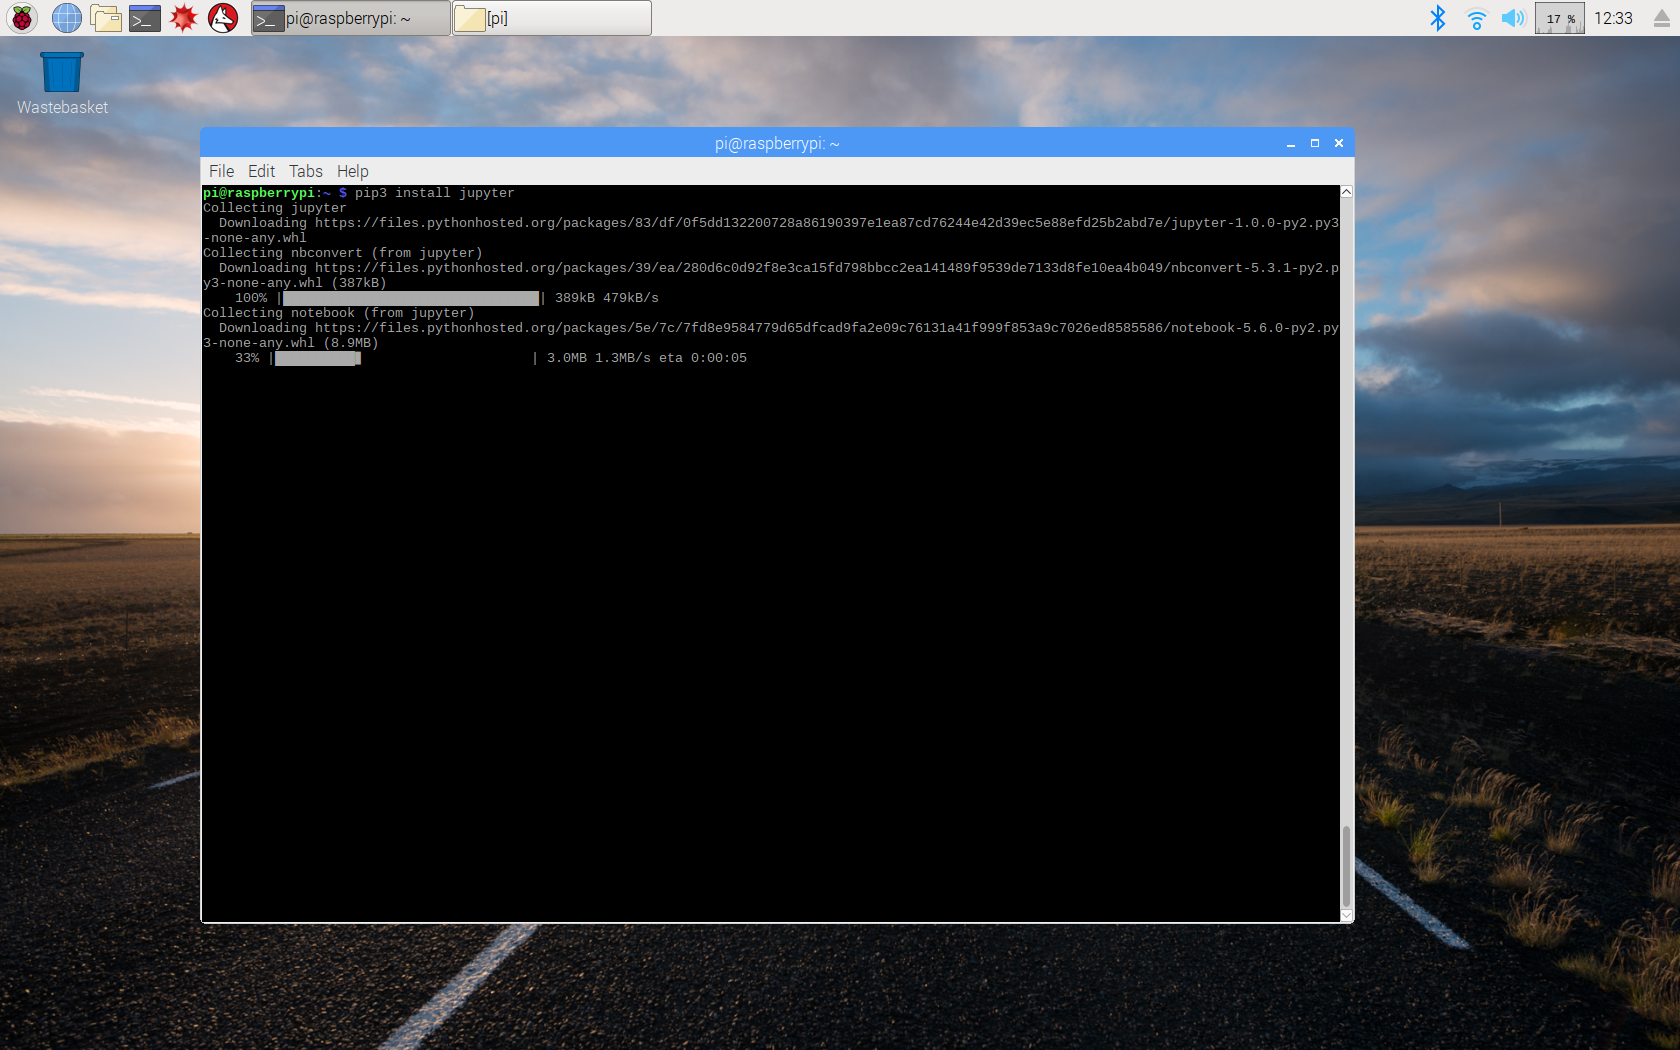 pi@raspberrypi: ~
[pi]
17 %
12:33
Wastebasket
pi@raspberrypi: ~
File Edit Tabs Help
pi@raspberrypi:~ $ pip3 install jupyter
Collecting jupyter
  Downloading https://files.pythonhosted.org/packages/83/df/0f5dd132200728a86190397e1ea87cd76244e42d39ec5e88efd25b2abd7e/jupyter-1.0.0-py2.py3
-none-any.whl
Collecting nbconvert (from jupyter)
  Downloading https://files.pythonhosted.org/packages/39/ea/280d6c0d92f8e3ca15fd798bbcc2ea141489f9539de7133d8fe10ea4b049/nbconvert-5.3.1-py2.p
y3-none-any.whl (387kB)
    100% |████████████████████████████████| 389kB 479kB/s
Collecting notebook (from jupyter)
  Downloading https://files.pythonhosted.org/packages/5e/7c/7fd8e9584779d65dfcad9fa2e09c76131a41f999f853a9c7026ed8585586/notebook-5.6.0-py2.py
3-none-any.whl (8.9MB)
    33% |██████████▊                     | 3.0MB 1.3MB/s eta 0:00:05